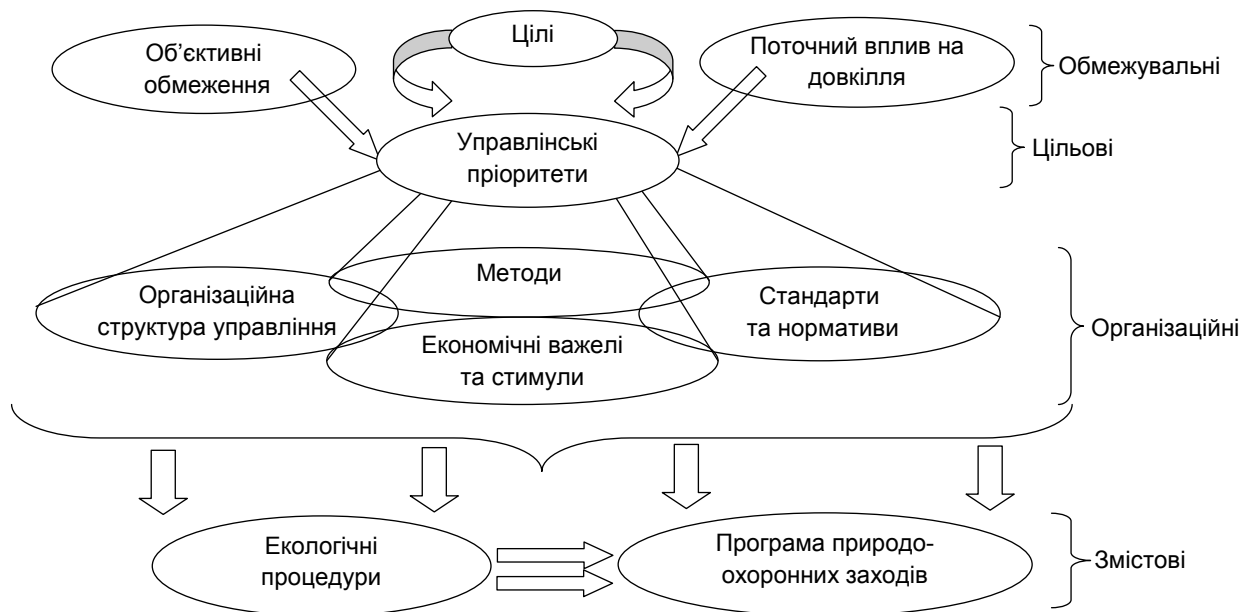 Цілі
Об’єктивні
обмеження
Поточний вплив на
довкілля
Обмежувальні
Управлінські
пріоритети
Цільові
Методи
Організаційна
структура управління
Стандарти
та нормативи
Економічні важелі
та стимули
Організаційні
Екологічні
процедури
Програма природо-
охоронних заходів
Змістові